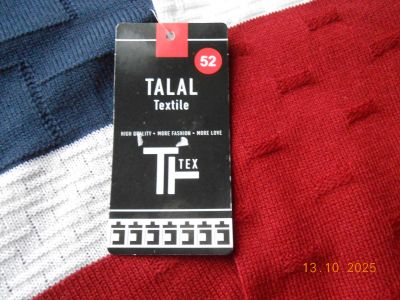 52
TALAL
Textile
HIGH QUALITY • MORE FASHION • MORE LOVE
TF TEX
13.10.2025